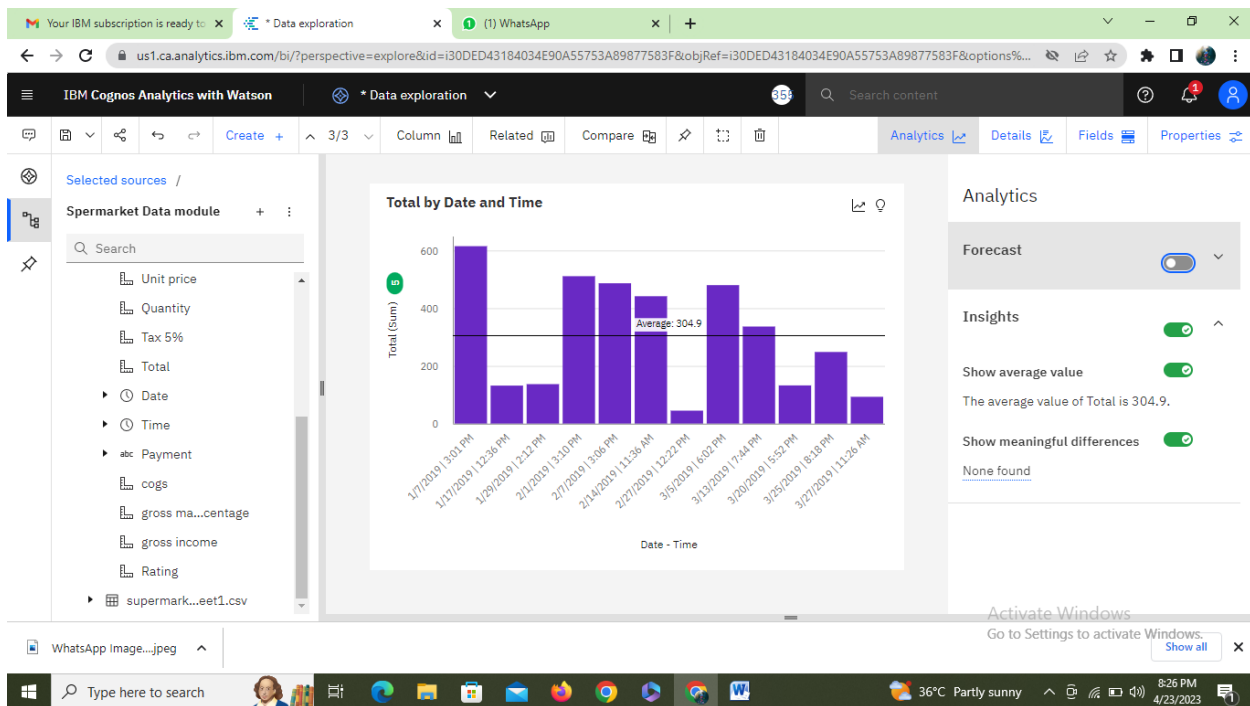 Your IBM subscription is ready to
* Data exploration
(1) WhatsApp
us1.ca.analytics.ibm.com/bi/?perspective=explore&id=i30DED43184034E90A55753A89877583F&objRef=i30DED43184034E90A55753A89877583F&options%...
IBM Cognos Analytics with Watson
* Data exploration
Search content
1
Create +
3/3
Column
Related
Compare
Analytics
Details
Fields
Properties
Selected sources /
Spermarket Data module
Search
Unit price
Quantity
Tax 5%
Total
Date
Time
abc Payment
cogs
gross ma...centage
gross income
Rating
supermark...eet1.csv
Total by Date and Time
5
Total (Sum)
600
400
200
0
Average: 304.9
1/7/2019 | 3:01 PM
1/17/2019 | 12:36 PM
1/29/2019 | 2:12 PM
2/1/2019 | 3:10 PM
2/7/2019 | 3:06 PM
2/14/2019 | 11:36 AM
2/27/2019 | 12:22 PM
3/5/2019 | 6:02 PM
3/13/2019 | 7:44 PM
3/20/2019 | 5:52 PM
3/25/2019 | 8:18 PM
3/27/2019 | 11:26 AM
Date - Time
Analytics
Forecast
Insights
Show average value
The average value of Total is 304.9.
Show meaningful differences
None found
Activate Windows
Go to Settings to activate Windows.
WhatsApp Image....jpeg
Show all
Type here to search
36°C Partly sunny
8:26 PM
4/23/2023
1